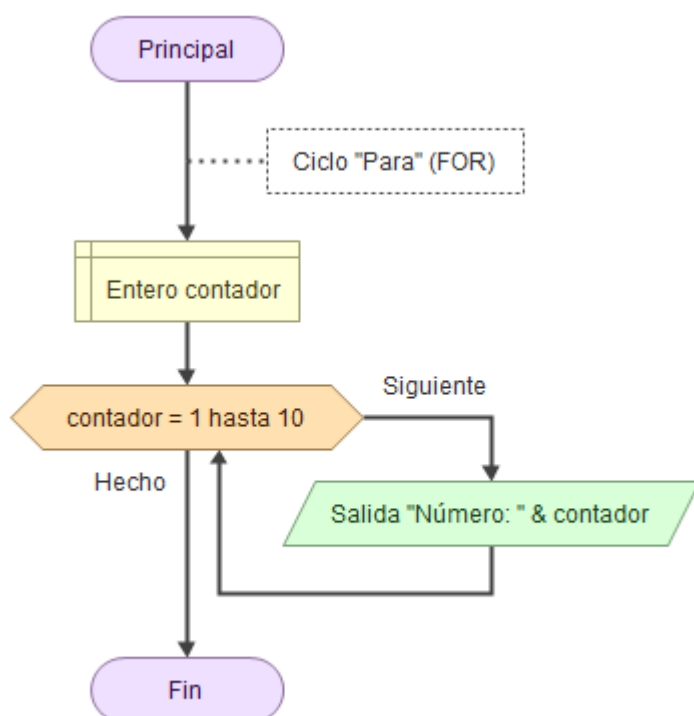 Principal
Ciclo "Para" (FOR)
Entero contador
contador = 1 hasta 10
Siguiente
Hecho
Salida "Número: " & contador
Fin